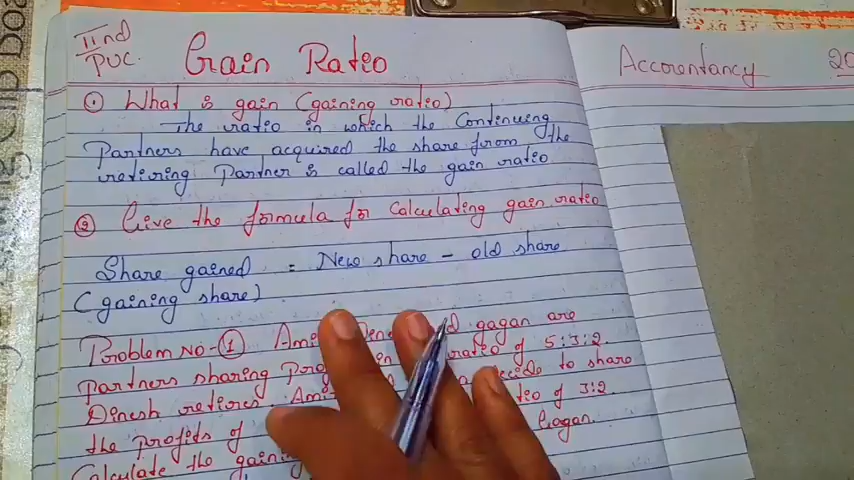 IInd
PUC
Gain Ratio
Accountancy 20
① What is gain (gaining ratio)
The ratio in which the Continuing
Partners have acquired the share from the
retiring Partner is called the gain ratio
② Give the formula for Calculating gain ratio
Share gained = New share - old share
(gaining share)
Problem No:- ① gagan are
Partners sharing ratio of 5:3:2.
Dinesh retires decide to share
the profits of ratio of 3:2
Calculate the Gagan.